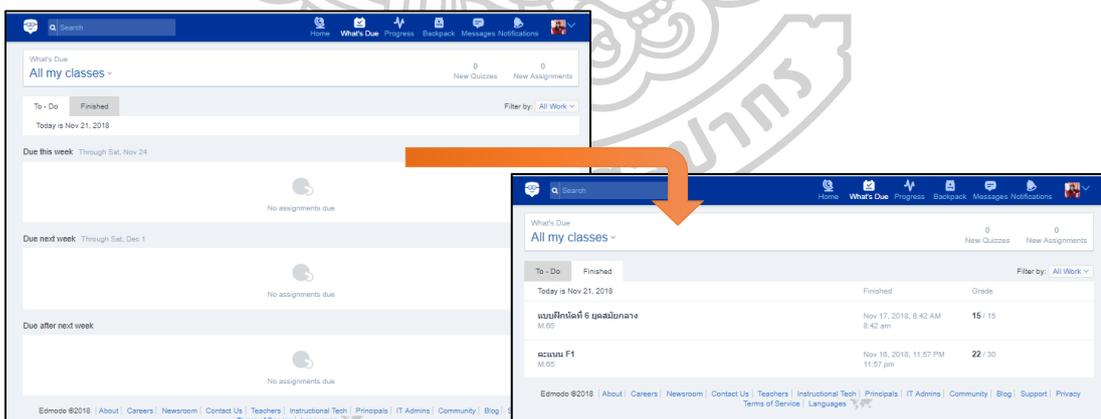 Search
Home What's Due Progress Backpack Messages Notifications
What's Due
All my classes
0 0
New Quizzes New Assignments
To - Do Finished
Filter by: All Work
Today is Nov 21, 2018
Due this week Through Sat, Nov 24
No assignments due
Due next week Through Sat, Dec 1
No assignments due
Due after next week
No assignments due
Edmodo ©2018 | About | Careers | Newsroom | Contact Us | Teachers | Instructional Tech | Principals | IT Admins | Community | Blog |
Search
Home What's Due Progress Backpack Messages Notifications
What's Due
All my classes
0 0
New Quizzes New Assignments
To - Do Finished
Filter by: All Work
Today is Nov 21, 2018 Finished Grade
แบบฝึกหัดที่ 6 ยุคสมัยกลาง Nov 17, 2018, 8:42 AM 15 / 15
M.65 8:42 am
คะแนน F1 Nov 16, 2018, 11:57 PM 22 / 30
M.65 11:57 pm
Edmodo ©2018 | About | Careers | Newsroom | Contact Us | Teachers | Instructional Tech | Principals | IT Admins | Community | Blog | Support | Privacy
Terms of Service | Languages